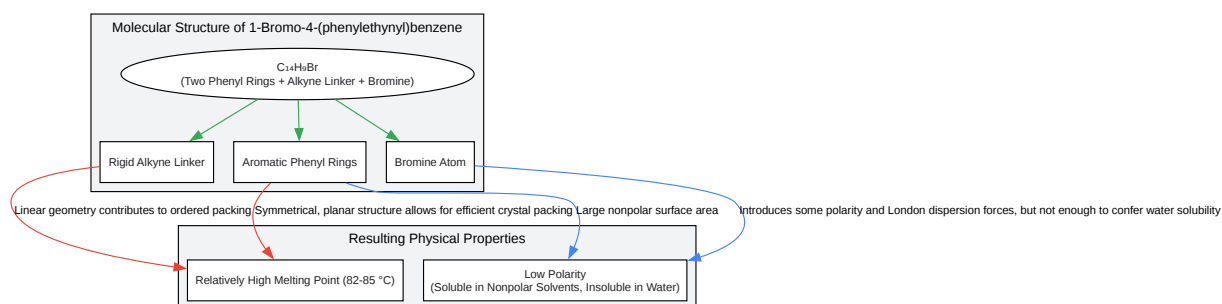 Molecular Structure of 1-Bromo-4-(phenylethynyl)benzene
C₁₄H₉Br
(Two Phenyl Rings + Alkyne Linker + Bromine)
Rigid Alkyne Linker
Aromatic Phenyl Rings
Bromine Atom
Linear geometry contributes to ordered packing
Symmetrical, planar structure allows for efficient crystal packing
Large nonpolar surface area
Introduces some polarity and London dispersion forces, but not enough to confer water solubility
Resulting Physical Properties
Relatively High Melting Point (82-85 °C)
Low Polarity
(Soluble in Nonpolar Solvents, Insoluble in Water)